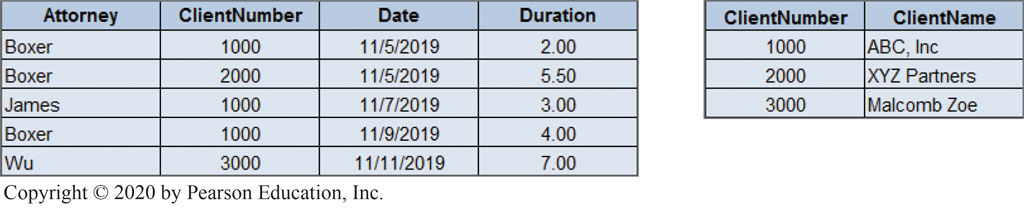 Attorney ClientNumber Date Duration
Boxer 1000 11/5/2019 2.00
Boxer 2000 11/5/2019 5.50
James 1000 11/7/2019 3.00
Boxer 1000 11/9/2019 4.00
Wu 3000 11/11/2019 7.00
ClientNumber ClientName
1000 ABC, Inc
2000 XYZ Partners
3000 Malcomb Zoe
Copyright © 2020 by Pearson Education, Inc.